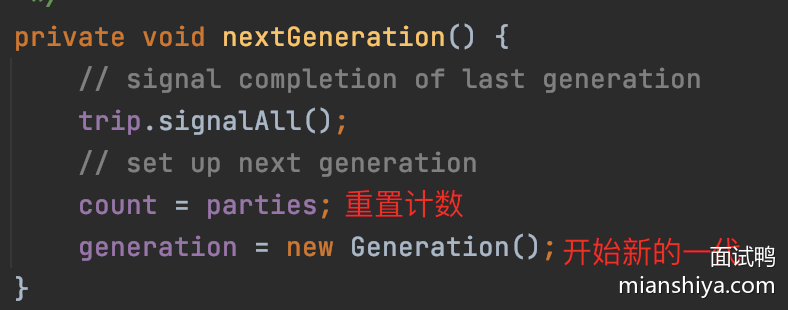 */
private void nextGeneration() {
// signal completion of last generation
trip.signalAll();
// set up next generation
count = parties; 重置计数
generation = new Generation(); 开始新的一代
面试鸭
mianshiya.com
}